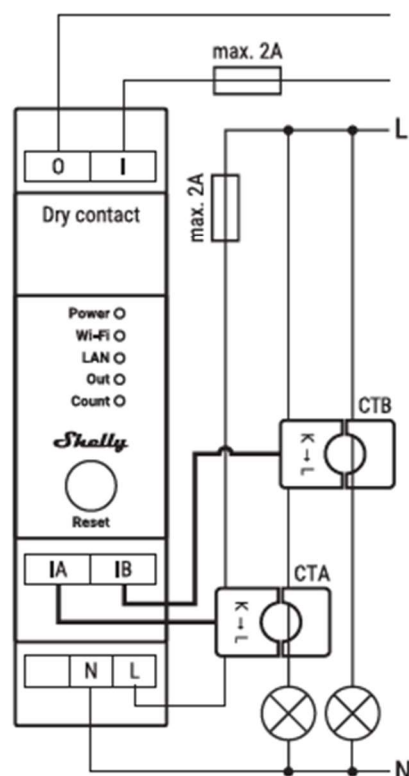 max. 2A
L
O I
max. 2A
Dry contact
Power
Wi-Fi
LAN
Out
Count
CTB
Shelly
K → L
Reset
IA IB
CTA
K → L
N L
N